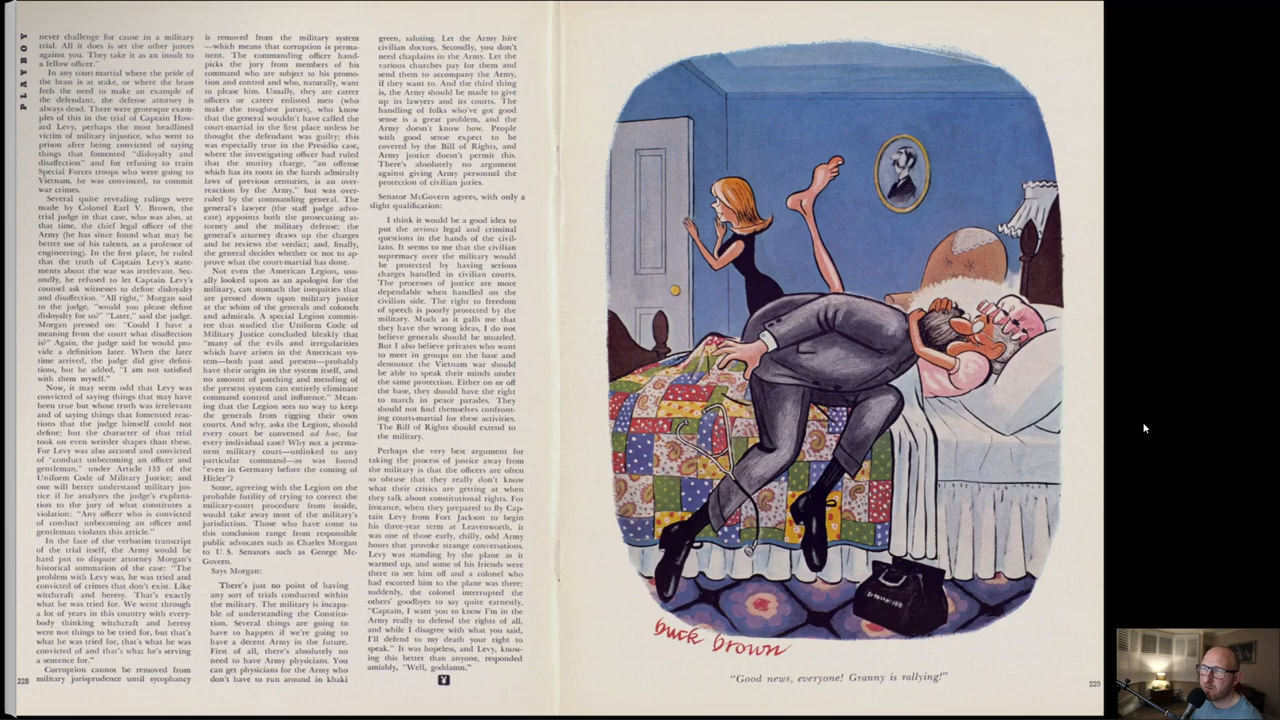 PLAYBOY
never challenge for cause in a military
trial. All it does is set the other jurors
against you. They take it as an insult to
a fellow officer."
In any court-martial where the pride of
the brass is at stake, or where the brass
feels the need to make an example of
the defendant, the defense attorney is
always dead. There were grotesque exam-
ples of this in the trial of Captain How-
ard Levy, perhaps the most headlined
victim of military injustice, who went to
prison after being convicted of saying
things that fomented "disloyalty and
disaffection" and for refusing to train
Special Forces troops who were going to
Vietnam, he was convinced, to commit
war crimes.
Several quite revealing rulings were
made by Colonel Earl V. Brown, the
trial judge in that case, who was also, at
that time, the chief legal officer of the
Army (he has since found what may be
better use of his talents, as a professor of
engineering). In the first place, he ruled
that the truth of Captain Levy's state-
ments about the war was irrelevant. Sec-
ondly, he refused to let Captain Levy's
counsel ask witnesses to define disloyalty
and disaffection. "All right," Morgan said
to the judge, "would you please define
disloyalty for us?" "Later," said the judge.
Morgan pressed on: "Could I have a
meaning from the court what disaffection
is?" Again, the judge said he would pro-
vide a definition later. When the later
time arrived, the judge did give defini-
tions, but he added, "I am not satisfied
with them myself."
Now, it may seem odd that Levy was
convicted of saying things that may have
been true but whose truth was irrelevant
and of saying things that fomented reac-
tions that the judge himself could not
define; but the character of that trial
took on even weirder shapes than these.
For Levy was also accused and convicted
of "conduct unbecoming an officer and
gentleman," under Article 133 of the
Uniform Code of Military Justice; and
one will better understand military jus-
tice if he analyzes the judge's explana-
tion to the jury of what constitutes a
violation: "Any officer who is convicted
of conduct unbecoming an officer and
gentleman violates this article."
In the face of the verbatim transcript
of the trial itself, the Army would be
hard put to dispute attorney Morgan's
historical summation of the case: "The
problem with Levy was, he was tried and
convicted of crimes that don't exist. Like
witchcraft and heresy. That's exactly
what he was tried for. We went through
a lot of years in this country with every-
body thinking witchcraft and heresy
were not things to be tried for, but that's
what he was tried for, that's what he was
convicted of and that's what he's serving
a sentence for."
Corruption cannot be removed from
military jurisprudence until sycophancy
228
is removed from the military system
—which means that corruption is perma-
nent. The commanding officer hand-
picks the jury from members of his
command who are subject to his promo-
tion and control and who, naturally, want
to please him. Usually, they are career
officers or career enlisted men (who
make the toughest jurors), who know
that the general wouldn't have called the
court-martial in the first place unless he
thought the defendant was guilty; this
was especially true in the Presidio case,
where the investigating officer had ruled
that the mutiny charge, "an offense
which has its roots in the harsh admiralty
laws of previous centuries, is an over-
reaction by the Army," but was over-
ruled by the commanding general. The
general's lawyer (the staff judge advo-
cate) appoints both the prosecuting at-
torney and the military defense; the
general's attorney draws up the charges
and he reviews the verdict; and, finally,
the general decides whether or not to ap-
prove what the court-martial has done.
Not even the American Legion, usu-
ally looked upon as an apologist for the
military, can stomach the inequities that
are pressed down upon military justice
at the whim of the generals and colonels
and admirals. A special Legion commit-
tee that studied the Uniform Code of
Military Justice concluded bleakly that
"many of the evils and irregularities
which have arisen in the American sys-
tem—both past and present—probably
have their origin in the system itself, and
no amount of patching and mending of
the present system can entirely eliminate
command control and influence." Mean-
ing that the Legion sees no way to keep
the generals from rigging their own
courts. And why, asks the Legion, should
every court be convened ad hoc, for
every individual case? Why not a perma-
nent military court—unlinked to any
particular command—as was found
"even in Germany before the coming of
Hitler"?
Some, agreeing with the Legion on the
probable futility of trying to correct the
military-court procedure from inside,
would take away most of the military's
jurisdiction. Those who have come to
this conclusion range from responsible
public advocates such as Charles Morgan
to U.S. Senators such as George Mc-
Govern.
Says Morgan:
There's just no point of having
any sort of trials conducted within
the military. The military is incapa-
ble of understanding the Constitu-
tion. Several things are going to
have to happen if we're going to
have a decent Army in the future.
First of all, there's absolutely no
need to have Army physicians. You
can get physicians for the Army who
don't have to run around in khaki
green, saluting. Let the Army hire
civilian doctors. Secondly, you don't
need chaplains in the Army. Let the
various churches pay for them and
send them to accompany the Army,
if they want to. And the third thing
is, the Army should be made to give
up its lawyers and its courts. The
handling of folks who've got good
sense is a great problem, and the
Army doesn't know how. People
with good sense expect to be
covered by the Bill of Rights, and
Army justice doesn't permit this.
There's absolutely no argument
against giving Army personnel the
protection of civilian juries.
Senator McGovern agrees, with only a
slight qualification:
I think it would be a good idea to
put the serious legal and criminal
questions in the hands of the civil-
ians. It seems to me that the civilian
supremacy over the military would
be protected by having serious
charges handled in civilian courts.
The processes of justice are more
dependable when handled on the
civilian side. The right to freedom
of speech is poorly protected by the
military. Much as it galls me that
they have the wrong ideas, I do not
believe generals should be muzzled.
But I also believe privates who want
to meet in groups on the base and
denounce the Vietnam war should
be able to speak their minds under
the same protection. Either on or off
the base, they should have the right
to march in peace parades. They
should not find themselves confront-
ing courts-martial for these activities.
The Bill of Rights should extend to
the military.
Perhaps the very best argument for
taking the process of justice away from
the military is that the officers are often
so obtuse that they really don't know
what their critics are getting at when
they talk about constitutional rights. For
instance, when they prepared to fly Cap-
tain Levy from Fort Jackson to begin
his three-year term at Leavenworth, it
was one of those early, chilly, odd Army
hours that provoke strange conversations.
Levy was standing by the plane as it
warmed up, and some of his friends were
there to see him off and a colonel who
had escorted him to the plane was there;
suddenly, the colonel interrupted the
others' goodbys to say quite earnestly,
"Captain, I want you to know I'm in the
Army really to defend the rights of all,
and while I disagree with what you said,
I'll defend to my death your right to
speak." It was hopeless, and Levy, know-
ing this better than anyone, responded
amiably, "Well, goddamn."
buck brown
"Good news, everyone! Granny is rallying!"
229